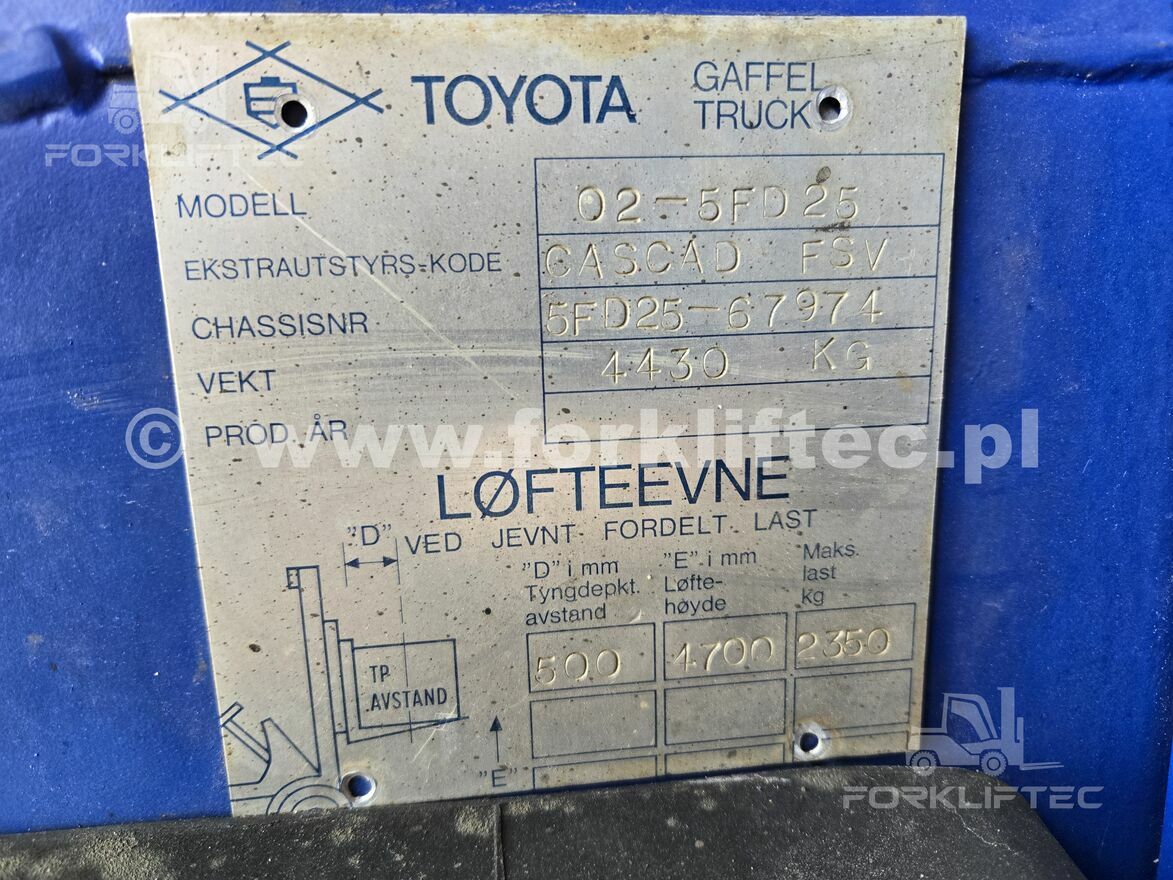 TOYOTA GAFFEL TRUCK
MODELL 02-5FD25
EKSTRAUTSTYRS-KODE CASCAD FSV
CHASSISNR 5FD25-67974
VEKT 4430 KG
PROD. ÅR
© www.forkliftec.pl
LØFTEEVNE
VED JEVNT FORDELT LAST
"D"
"D" i mm Tyngdepkt. avstand
"E" i mm Løfte- høyde
Maks. last kg
500 4700 2350
TP. AVSTAND
"E"
FORKLIFT
FORKLIFTEC